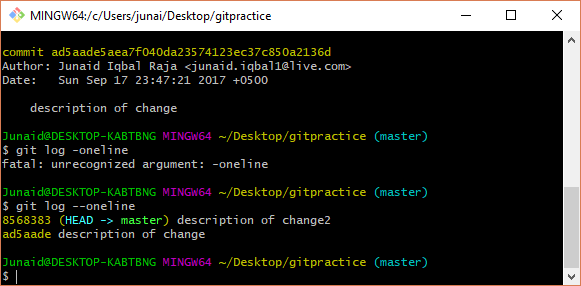 MINGW64:/c/Users/junai/Desktop/gitpractice
commit ad5aade5aea7f040da23574123ec37c850a2136d
Author: Junaid Iqbal Raja <junaid.iqbal1@live.com>
Date:   Sun Sep 17 23:47:21 2017 +0500
    description of change
Junaid@DESKTOP-KABTBNG MINGW64 ~/Desktop/gitpractice (master)
$ git log -oneline
fatal: unrecognized argument: -oneline
Junaid@DESKTOP-KABTBNG MINGW64 ~/Desktop/gitpractice (master)
$ git log --oneline
8568383 (HEAD -> master) description of change2
ad5aade description of change
Junaid@DESKTOP-KABTBNG MINGW64 ~/Desktop/gitpractice (master)
$